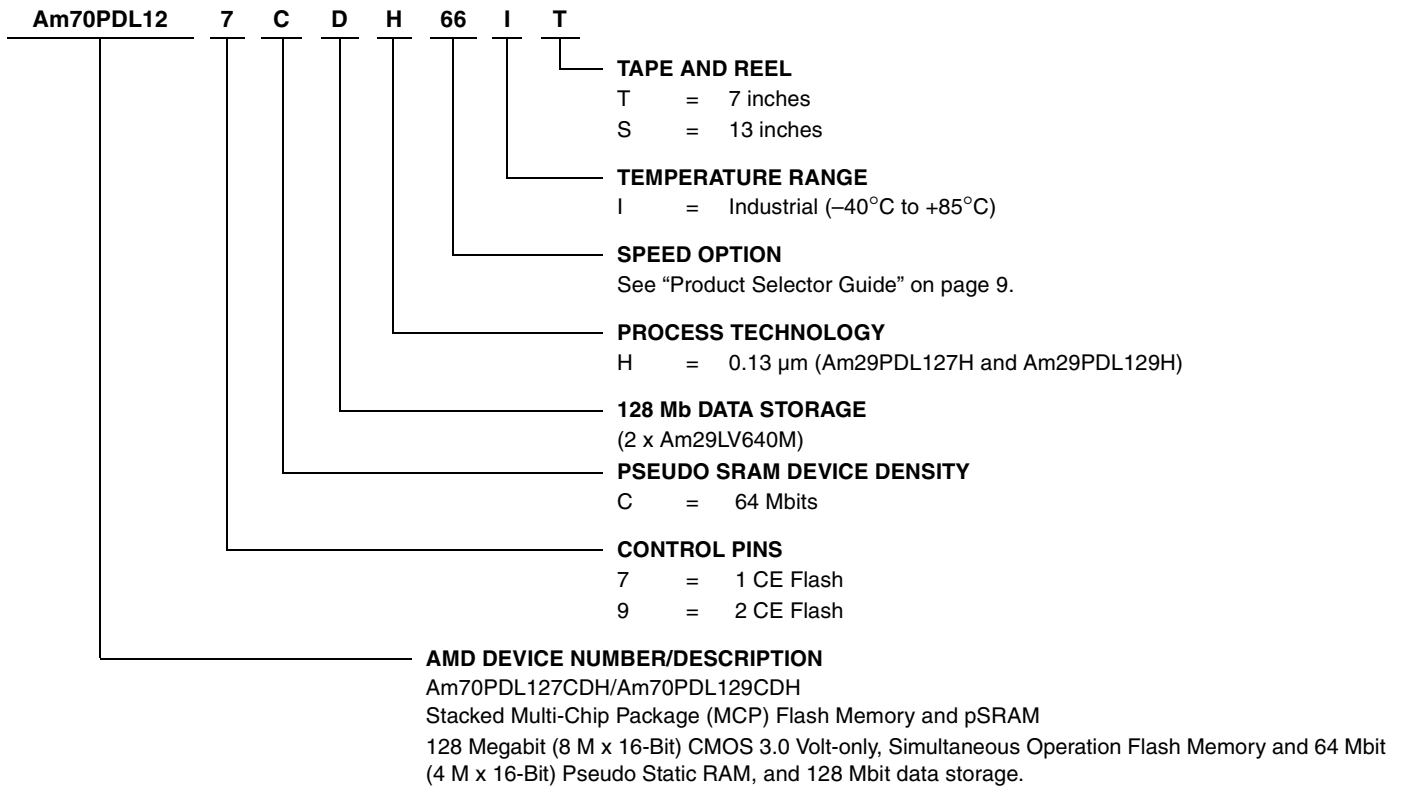 Am70PDL12 7 C D H 66 I T
TAPE AND REEL
T = 7 inches
S = 13 inches
TEMPERATURE RANGE
I = Industrial (–40°C to +85°C)
SPEED OPTION
See “Product Selector Guide” on page 9.
PROCESS TECHNOLOGY
H = 0.13 µm (Am29PDL127H and Am29PDL129H)
128 Mb DATA STORAGE
(2 x Am29LV640M)
PSEUDO SRAM DEVICE DENSITY
C = 64 Mbits
CONTROL PINS
7 = 1 CE Flash
9 = 2 CE Flash
AMD DEVICE NUMBER/DESCRIPTION
Am70PDL127CDH/Am70PDL129CDH
Stacked Multi-Chip Package (MCP) Flash Memory and pSRAM
128 Megabit (8 M x 16-Bit) CMOS 3.0 Volt-only, Simultaneous Operation Flash Memory and 64 Mbit
(4 M x 16-Bit) Pseudo Static RAM, and 128 Mbit data storage.